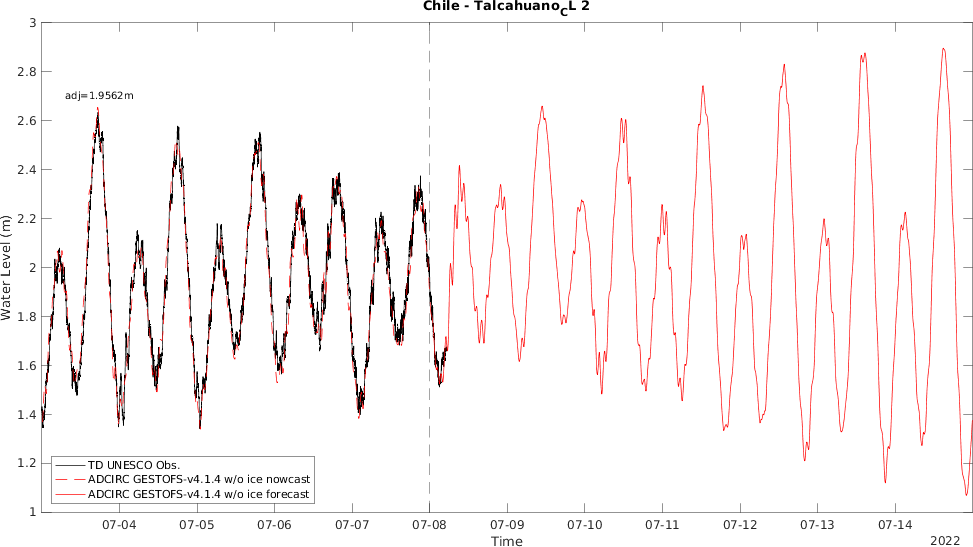 Chile - Talcahuano_CL 2
adj=1.9562m
Water Level (m)
3
2.8
2.6
2.4
2.2
2
1.8
1.6
1.4
1.2
1
TD UNESCO Obs.
ADCIRC GESTOFS-v4.1.4 w/o ice nowcast
ADCIRC GESTOFS-v4.1.4 w/o ice forecast
07-04 07-05 07-06 07-07 07-08 07-09 07-10 07-11 07-12 07-13 07-14
Time
2022